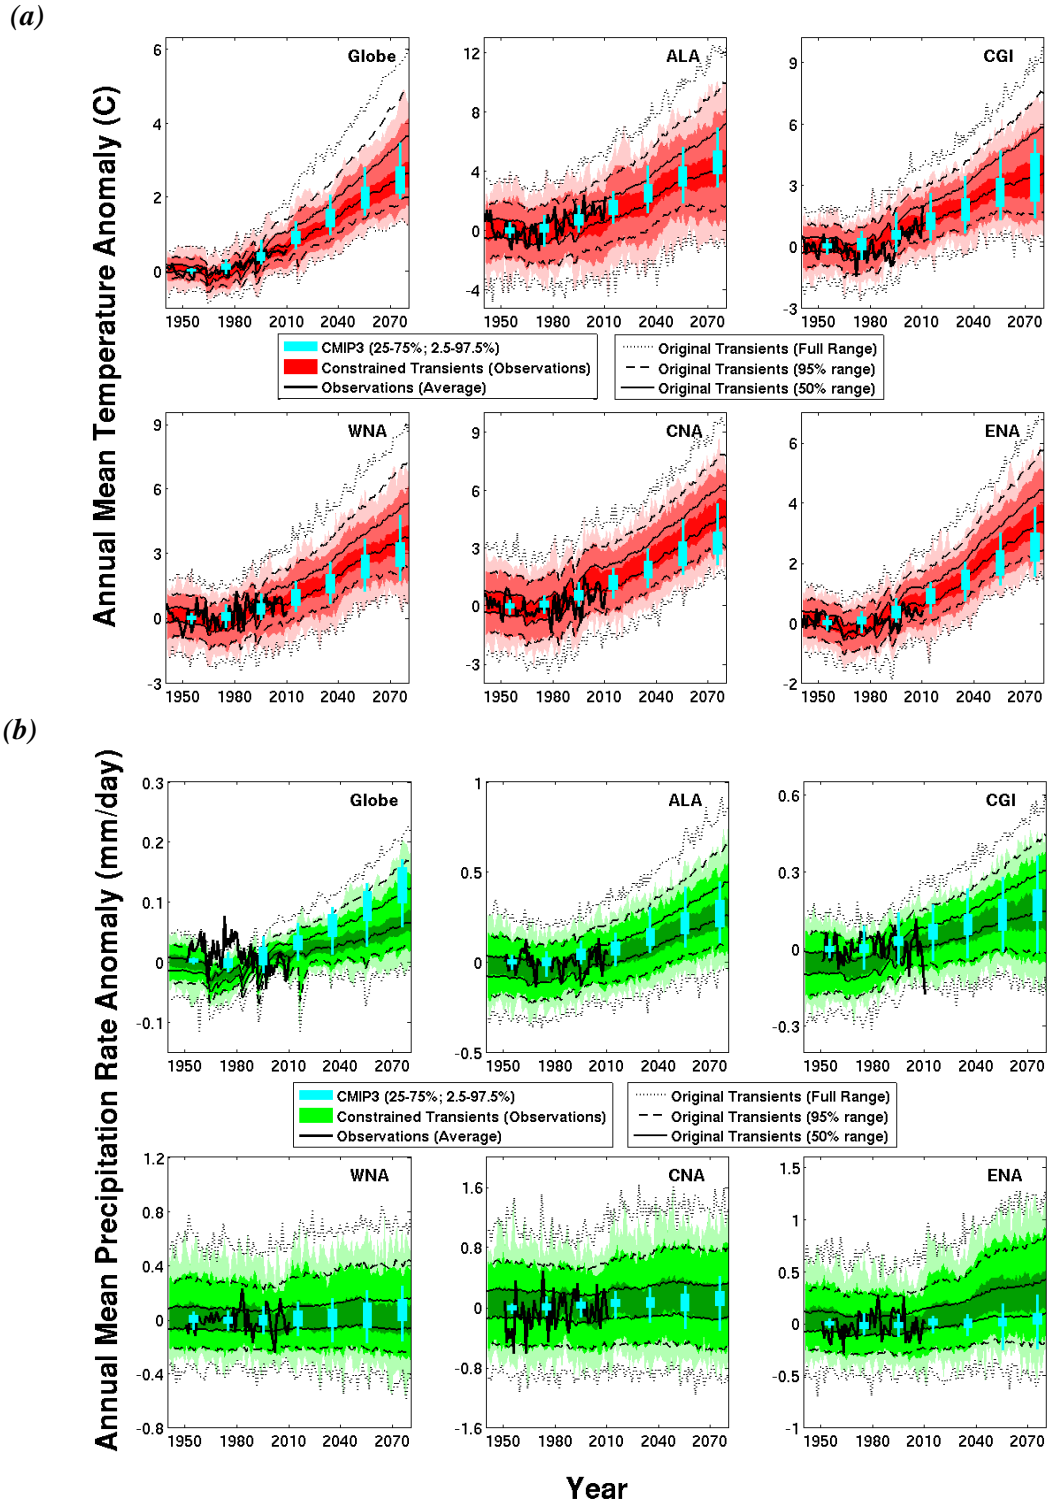 (a)
Annual Mean Temperature Anomaly (C)
Globe
6
4
2
0
1950 1980 2010 2040 2070
ALA
12
8
4
0
-4
1950 1980 2010 2040 2070
CGI
9
6
3
0
-3
1950 1980 2010 2040 2070
CMIP3 (25-75%; 2.5-97.5%)
Constrained Transients (Observations)
Observations (Average)
Original Transients (Full Range)
Original Transients (95% range)
Original Transients (50% range)
WNA
9
6
3
0
-3
1950 1980 2010 2040 2070
CNA
9
6
3
0
-3
-4
1950 1980 2010 2040 2070
ENA
6
4
2
0
-2
1950 1980 2010 2040 2070
(b)
Annual Mean Precipitation Rate Anomaly (mm/day)
Globe
0.3
0.2
0.1
0
-0.1
1950 1980 2010 2040 2070
ALA
1
0.5
0
-0.5
1950 1980 2010 2040 2070
CGI
0.6
0.3
0
-0.3
1950 1980 2010 2040 2070
CMIP3 (25-75%; 2.5-97.5%)
Constrained Transients (Observations)
Observations (Average)
Original Transients (Full Range)
Original Transients (95% range)
Original Transients (50% range)
WNA
1.2
0.8
0.4
0
-0.4
-0.8
1950 1980 2010 2040 2070
CNA
1.6
0.8
0
-0.8
-1.6
1950 1980 2010 2040 2070
ENA
1.5
1
0.5
0
-0.5
-1
1950 1980 2010 2040 2070
Year